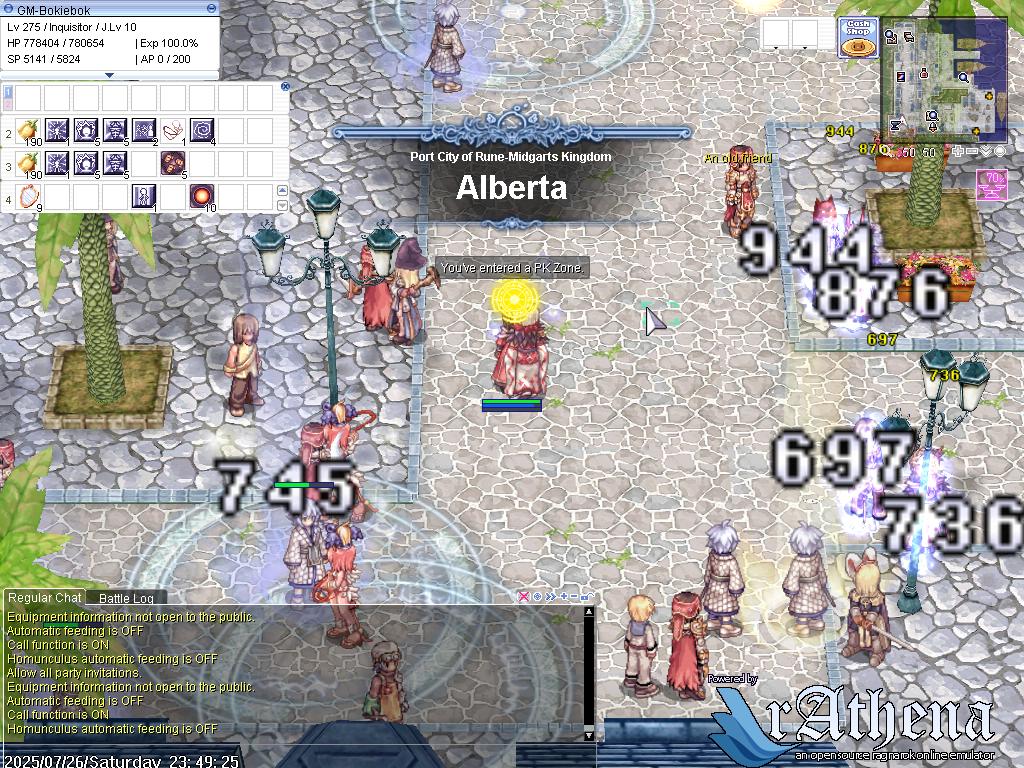 GM-Bokiebok
Lv 275 / Inquisitor / J.Lv 10
HP 778404 / 780654 | Exp 100.0%
SP 5141 / 5824 | AP 0 / 200
Cash
Shop
1
2
2
190 1 5 5 2 1 4
3
190 1 5 5 5
4
9 1 10
Port City of Rune-Midgarts Kingdom
Alberta
An old friend
944
876
70%
944
876
You've entered a PK Zone.
697
736
697
745
736
Regular Chat
Battle Log
Equipment information not open to the public.
Automatic feeding is OFF
Call function is ON
Homunculus automatic feeding is OFF
Allow all party invitations.
Equipment information not open to the public.
Automatic feeding is OFF
Call function is ON
Homunculus automatic feeding is OFF
Powered by
rAthena
an opensource ragnarok online emulator
2025/07/26/Saturday 23:49:25